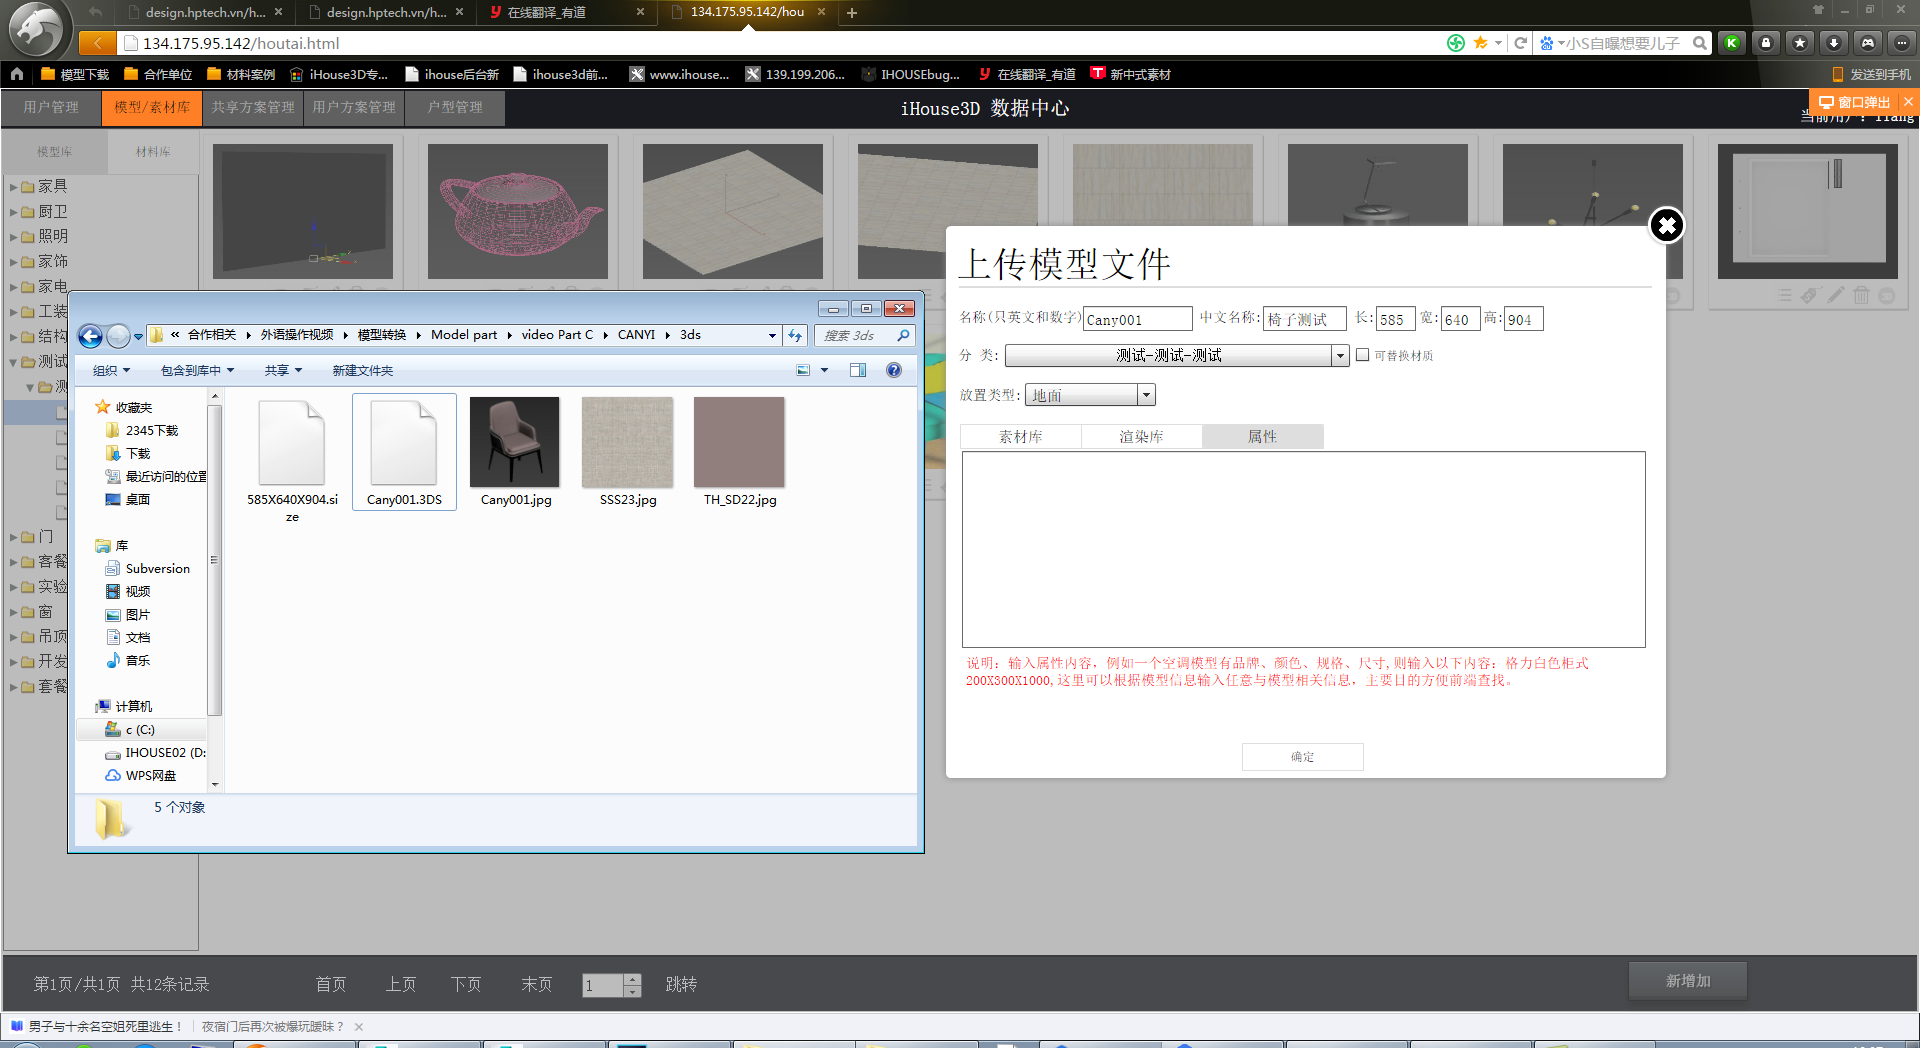 design.hptech.vn/h...
design.hptech.vn/h...
在线翻译_有道
134.175.95.142/hou
134.175.95.142/houtai.html
小S自曝想要儿子
模型下载
合作单位
材料案例
iHouse3D专...
ihouse后台新
ihouse3d前...
www.ihouse...
139.199.206...
IHOUSEbug...
在线翻译_有道
新中式素材
发送到手机
用户管理
模型/素材库
共享方案管理
用户方案管理
户型管理
iHouse3D 数据中心
窗口弹出
模型库
材料库
家具
厨卫
照明
家饰
家电
工装
结构
测试
测
门
客餐
实验
窗
吊顶
开发
套餐
« 合作相关
外语操作视频
模型转换
Model part
video Part C
CANYI
3ds
搜索 3ds
组织
包含到库中
共享
新建文件夹
收藏夹
2345下载
下载
最近访问的位置
桌面
库
Subversion
视频
图片
文档
音乐
计算机
c (C:)
IHOUSE02 (D:
WPS网盘
585X640X904.si
ze
Cany001.3DS
Cany001.jpg
SSS23.jpg
TH_SD22.jpg
5 个对象
上传模型文件
名称(只英文和数字)
Cany001
中文名称:
椅子测试
长:
585
宽:
640
高:
904
分 类:
测试-测试-测试
可替换材质
放置类型:
地面
素材库
渲染库
属性
说明: 输入属性内容, 例如一个空调模型有品牌、颜色、规格、尺寸,则输入以下内容: 格力白色柜式
200X300X1000,这里可以根据模型信息输入任意与模型相关信息, 主要目的方便前端查找。
确定
第1页/共1页 共12条记录
首页
上页
下页
末页
1
跳转
新增加
男子与十余名空姐死里逃生！
夜宿门后再次被爆玩暧昧？